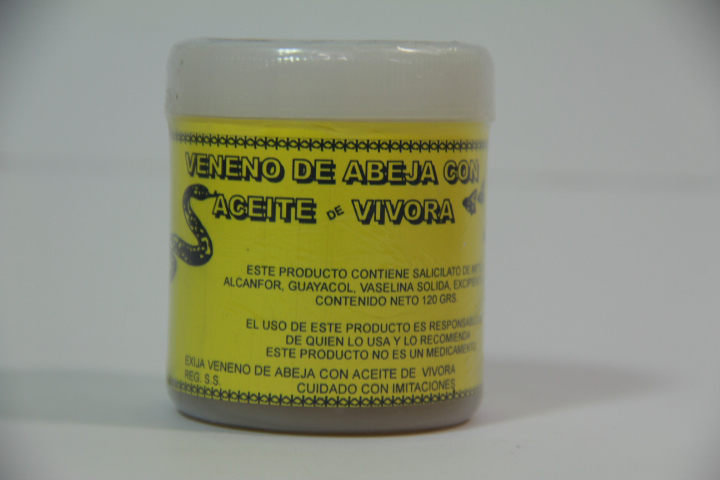 VENENO DE ABEJA CON
ACEITE DE VIVORA
ESTE PRODUCTO CONTIENE SALICILATO DE
ALCANFOR, GUAYACOL, VASELINA SOLIDA,
CONTENIDO NETO 120 GRS.
EL USO DE ESTE PRODUCTO ES
DE QUIEN LO USA Y LO RECOMIENDA
ESTE PRODUCTO NO ES UN MEDICAMENTO
EXIJA VENENO DE ABEJA CON ACEITE DE VIVORA
REG. S.S.
CUIDADO CON IMITACIONES